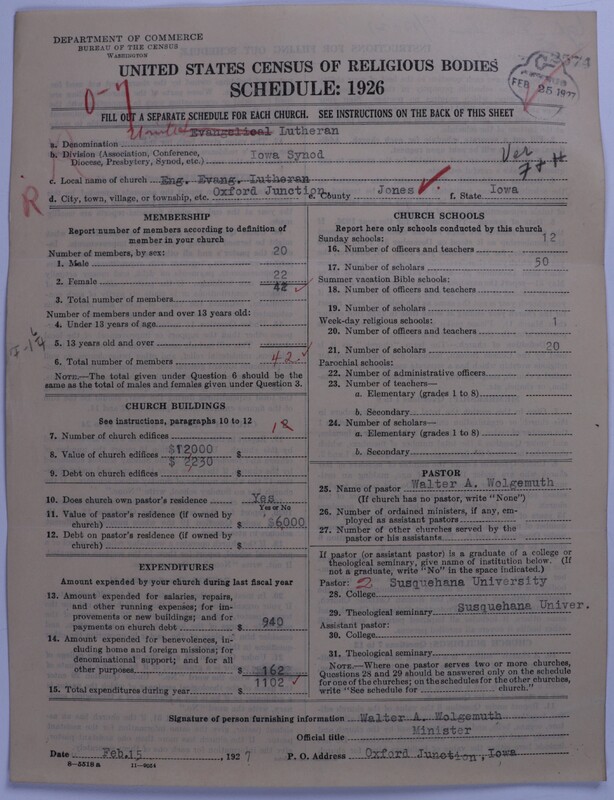 DEPARTMENT OF COMMERCE
BUREAU OF THE CENSUS
WASHINGTON
UNITED STATES CENSUS OF RELIGIOUS BODIES
SCHEDULE: 1926
FEB 25 1927
O-7
FILL OUT A SEPARATE SCHEDULE FOR EACH CHURCH. SEE INSTRUCTIONS ON THE BACK OF THIS SHEET
a. Denomination United Evangelical Lutheran
b. Division (Association, Conference, Diocese, Presbytery, Synod, etc.) Iowa Synod
Ver
F+H
c. Local name of church Eng. Evang. Lutheran
R
d. City, town, village, or township, etc. Oxford Junction e. County Jones f. State Iowa
MEMBERSHIP
Report number of members according to definition of
member in your church
Number of members, by sex:
1. Male 20
2. Female 22
3. Total number of members 42
Number of members under and over 13 years old:
4. Under 13 years of age
5. 13 years old and over
6. Total number of members 42
NOTE.—The total given under Question 6 should be
same as the total of males and females given under Question 3.
CHURCH BUILDINGS
See instructions, paragraphs 10 to 12
7. Number of church edifices
8. Value of church edifices $12000 $
9. Debt on church edifices $ 2230 $
10. Does church own pastor's residence Yes
Yes or No
11. Value of pastor's residence (if owned by
church) $ $6000
12. Debt on pastor's residence (if owned by
church) $
EXPENDITURES
Amount expended by your church during last fiscal year
13. Amount expended for salaries, repairs,
and other running expenses; for im-
provements or new buildings; and for
payments on church debt $ 940
14. Amount expended for benevolences, in-
cluding home and foreign missions; for
denominational support; and for all
other purposes $ 162
15. Total expenditures during year $ 1102
CHURCH SCHOOLS
Report here only schools conducted by this church
Sunday schools:
16. Number of officers and teachers 12
17. Number of scholars 50
Summer vacation Bible schools:
18. Number of officers and teachers
19. Number of scholars
Week-day religious schools:
20. Number of officers and teachers 1
21. Number of scholars 20
Parochial schools:
22. Number of administrative officers
23. Number of teachers—
a. Elementary (grades 1 to 8)
b. Secondary
24. Number of scholars—
a. Elementary (grades 1 to 8)
b. Secondary
PASTOR
25. Name of pastor Walter A. Wolgemuth
(If church has no pastor, write "None")
26. Number of ordained ministers, if any, em-
ployed as assistant pastors
27. Number of other churches served by the
pastor or his assistants
If pastor (or assistant pastor) is a graduate of a college or
theological seminary, give name of institution below. (If
not a graduate, write "No" in the space indicated.)
Pastor: 2 Susquehana University
28. College
29. Theological seminary Susquehana Univer.
Assistant pastor:
30. College
31. Theological seminary
NOTE.—Where one pastor serves two or more churches,
Questions 28 and 29 should be answered only on the schedule
for one of the churches; on the schedules for the other churches,
write "See schedule for church."
Signature of person furnishing information Walter A. Wolgemuth
Official title Minister
Date Feb.15, 1927 P. O. Address Oxford Junction, Iowa
8—5518 a 11—9054